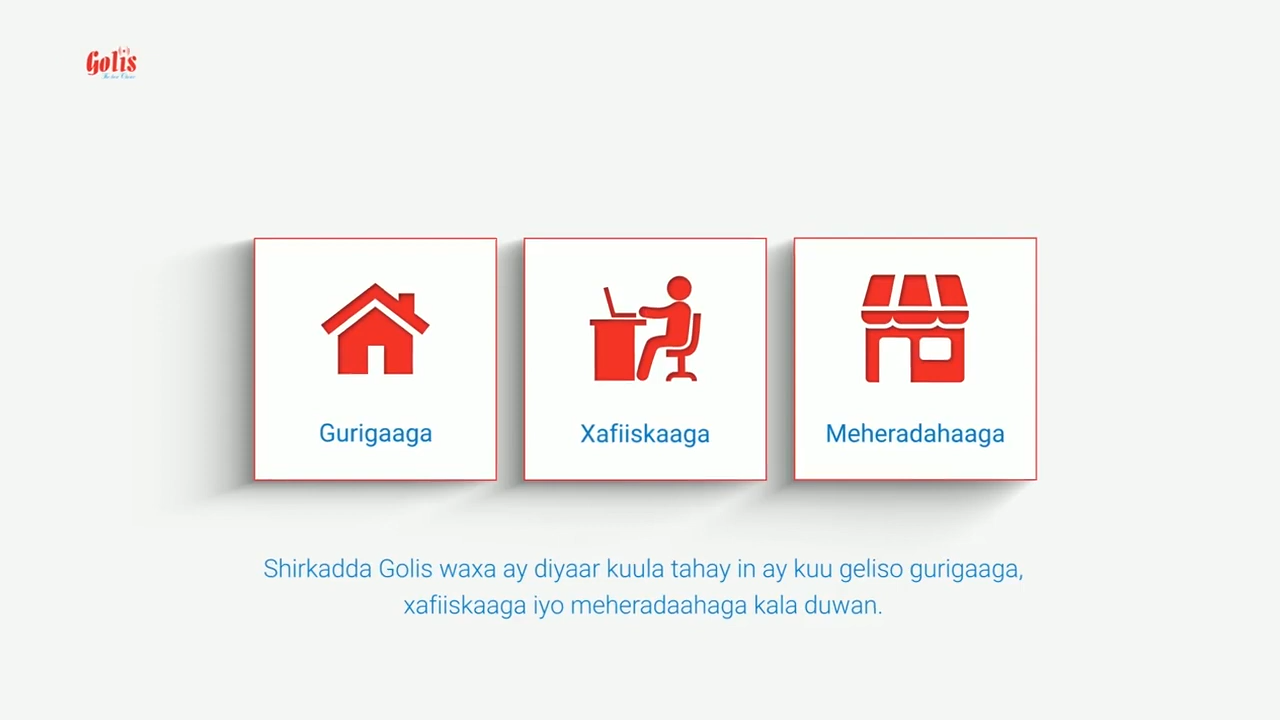 Golis
Gurigaaga
Xafiiskaaga
Meheradahaaga
Shirkadda Golis waxa ay diyaar kuula tahay in ay kuu geliso gurigaaga,
xafiiskaaga iyo meheradaahaga kala duwan.